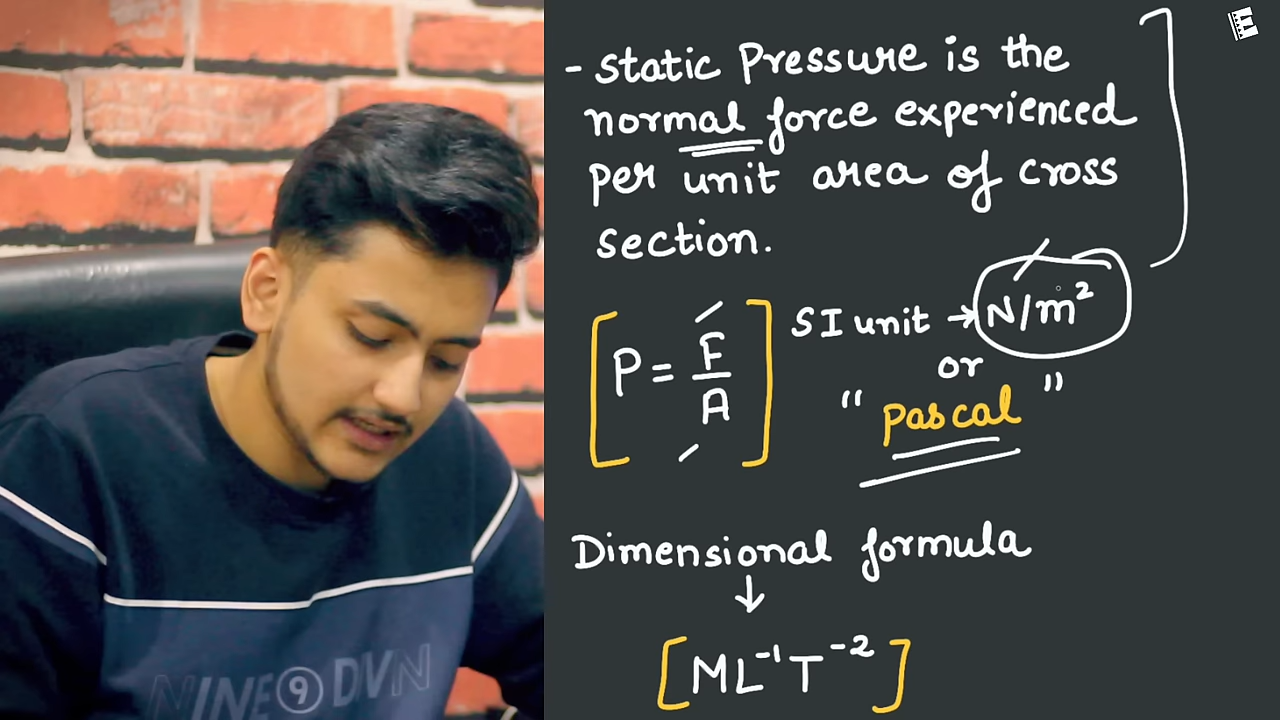 - static Pressure is the
normal force experienced
per unit area of cross
section.
P = F/A
SI unit → N/m²
or
" pascal "
Dimensional formula
↓
[ML⁻¹T⁻²]
NINE 9 DVN
E